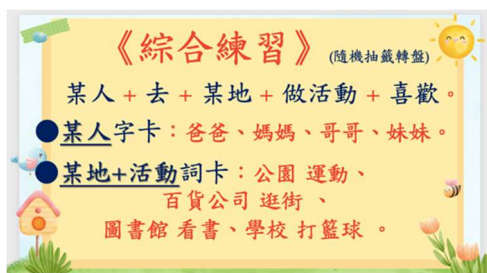 《綜合練習》(隨機抽籤轉盤)
某人 + 去 + 某地 + 做活動 + 喜歡。
●某人字卡：爸爸、媽媽、哥哥、妹妹。
●某地+活動詞卡：公園 運動、
百貨公司 逛街 、
圖書館 看書、學校 打籃球 。